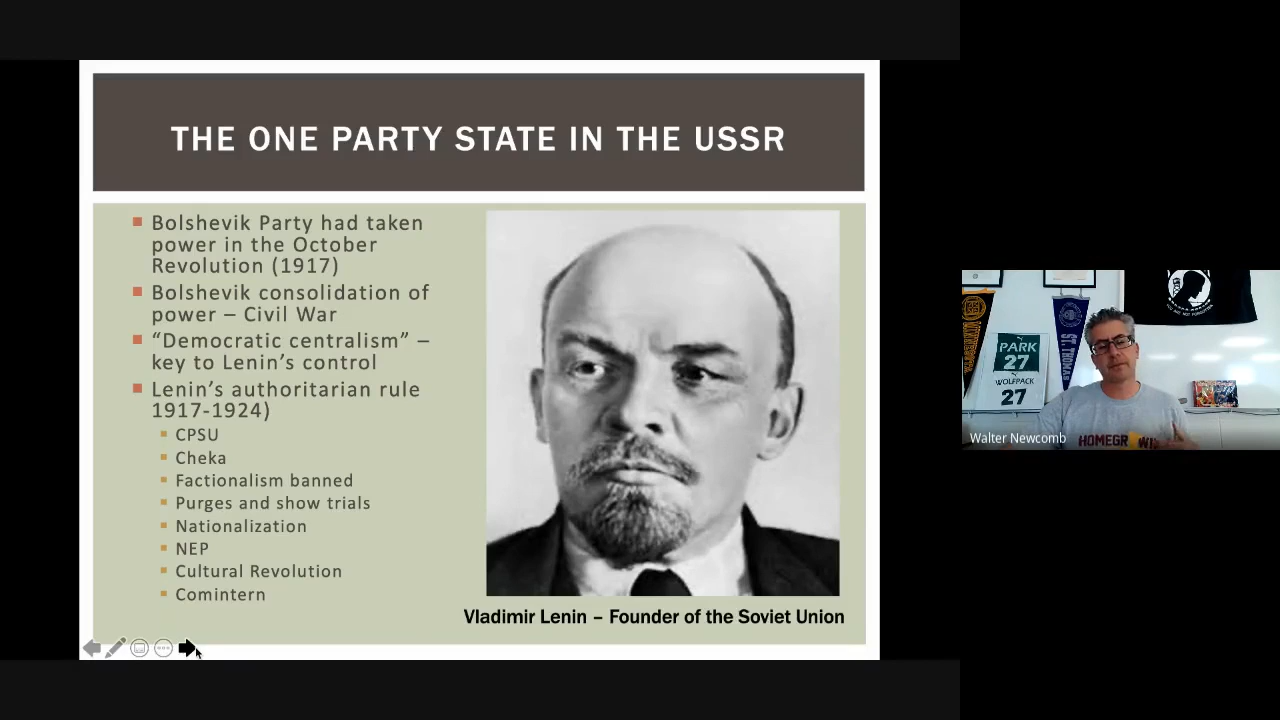 THE ONE PARTY STATE IN THE USSR
Bolshevik Party had taken
power in the October
Revolution (1917)
Bolshevik consolidation of
power – Civil War
“Democratic centralism” –
key to Lenin’s control
Lenin’s authoritarian rule
1917-1924)
CPSU
Cheka
Factionalism banned
Purges and show trials
Nationalization
NEP
Cultural Revolution
Comintern
Vladimir Lenin – Founder of the Soviet Union
ST. THOMAS
PARK
27
WOLFPACK
27
Walter Newcomb